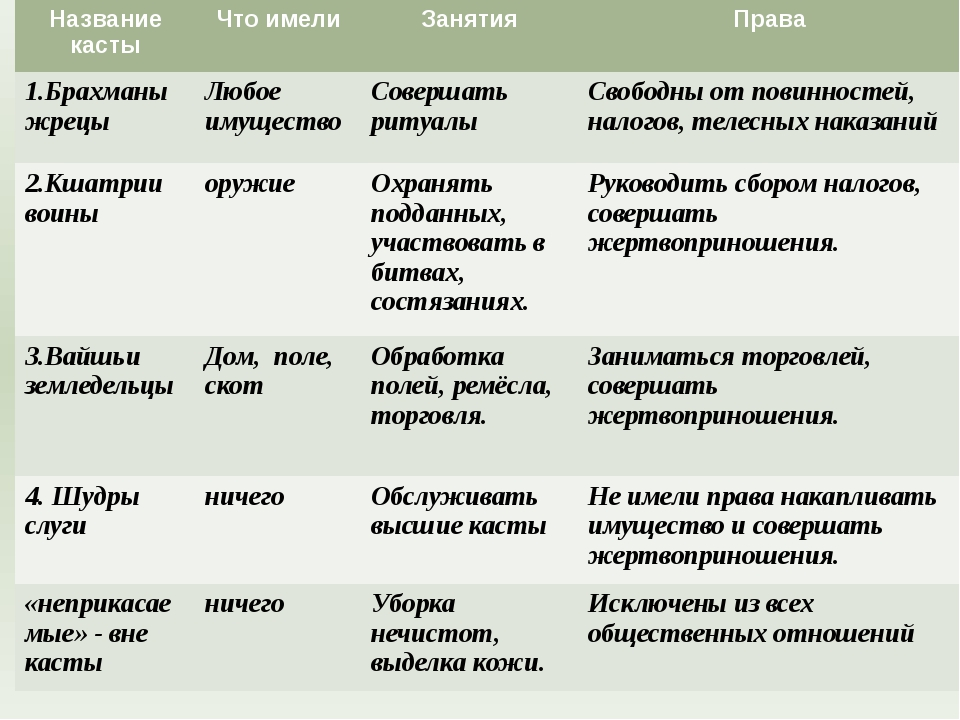 Название
касты
Что имели
Занятия
Права
1.Брахманы
жрецы
Любое
имущество
Совершать
ритуалы
Свободны от повинностей,
налогов, телесных наказаний
2.Кшатрии
воины
оружие
Охранять
подданных,
участвовать в
битвах,
состязаниях.
Руководить сбором налогов,
совершать
жертвоприношения.
3.Вайшьи
земледельцы
Дом,  поле,
скот
Обработка
полей, ремёсла,
торговля.
Заниматься торговлей,
совершать
жертвоприношения.
4. Шудры
слуги
ничего
Обслуживать
высшие касты
Не имели права накапливать
имущество и совершать
жертвоприношения.
«неприкасае
мые» - вне
касты
ничего
Уборка
нечистот,
выделка кожи.
Исключены из всех
общественных отношений